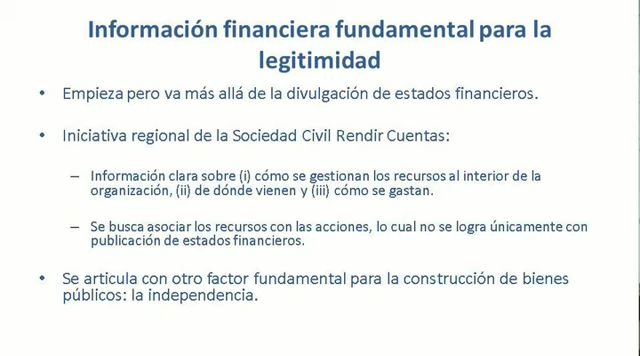 Información financiera fundamental para la
legitimidad
• Empieza pero va más allá de la divulgación de estados financieros.
• Iniciativa regional de la Sociedad Civil Rendir Cuentas:
– Información clara sobre (i) cómo se gestionan los recursos al interior de la
organización, (ii) de dónde vienen y (iii) cómo se gastan.
– Se busca asociar los recursos con las acciones, lo cual no se logra únicamente con
publicación de estados financieros.
• Se articula con otro factor fundamental para la construcción de bienes
públicos: la independencia.